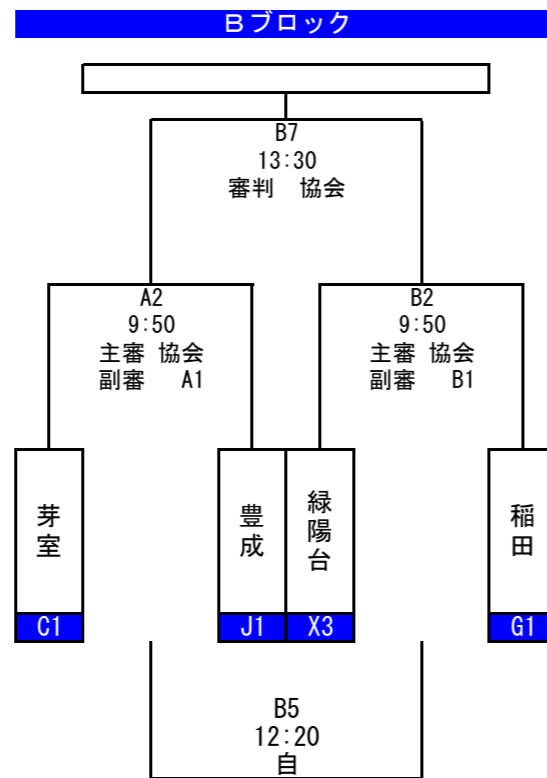 Bブロック
B7
13:30
審判 協会
A2
9:50
主審 協会
副審 A1
B2
9:50
主審 協会
副審 B1
芽室
豊成
緑陽台
稲田
C1
J1
X3
G1
B5
12:20
自